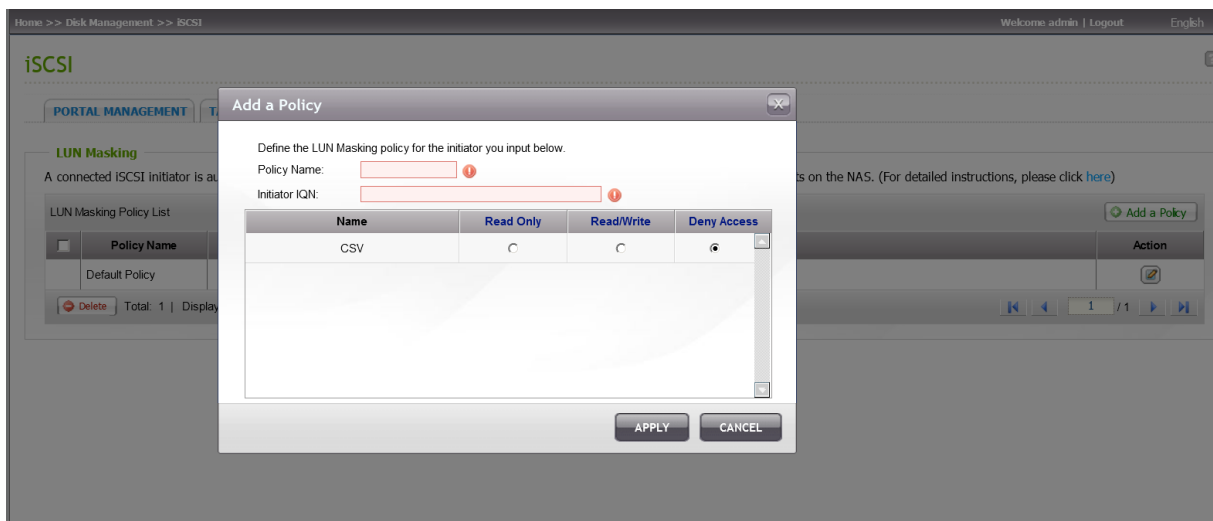 Home >> Disk Management >> iSCSI Welcome admin | Logout English
iSCSI
PORTAL MANAGEMENT
Add a Policy
LUN Masking
Define the LUN Masking policy for the initiator you input below.
Policy Name:
Initiator IQN:
A connected iSCSI initiator is ts on the NAS. (For detailed instructions, please click here)
LUN Masking Policy List Add a Policy
Name Read Only Read/Write Deny Access
CSV
Policy Name Action
Default Policy
Delete Total: 1 | Display 1 / 1
APPLY CANCEL